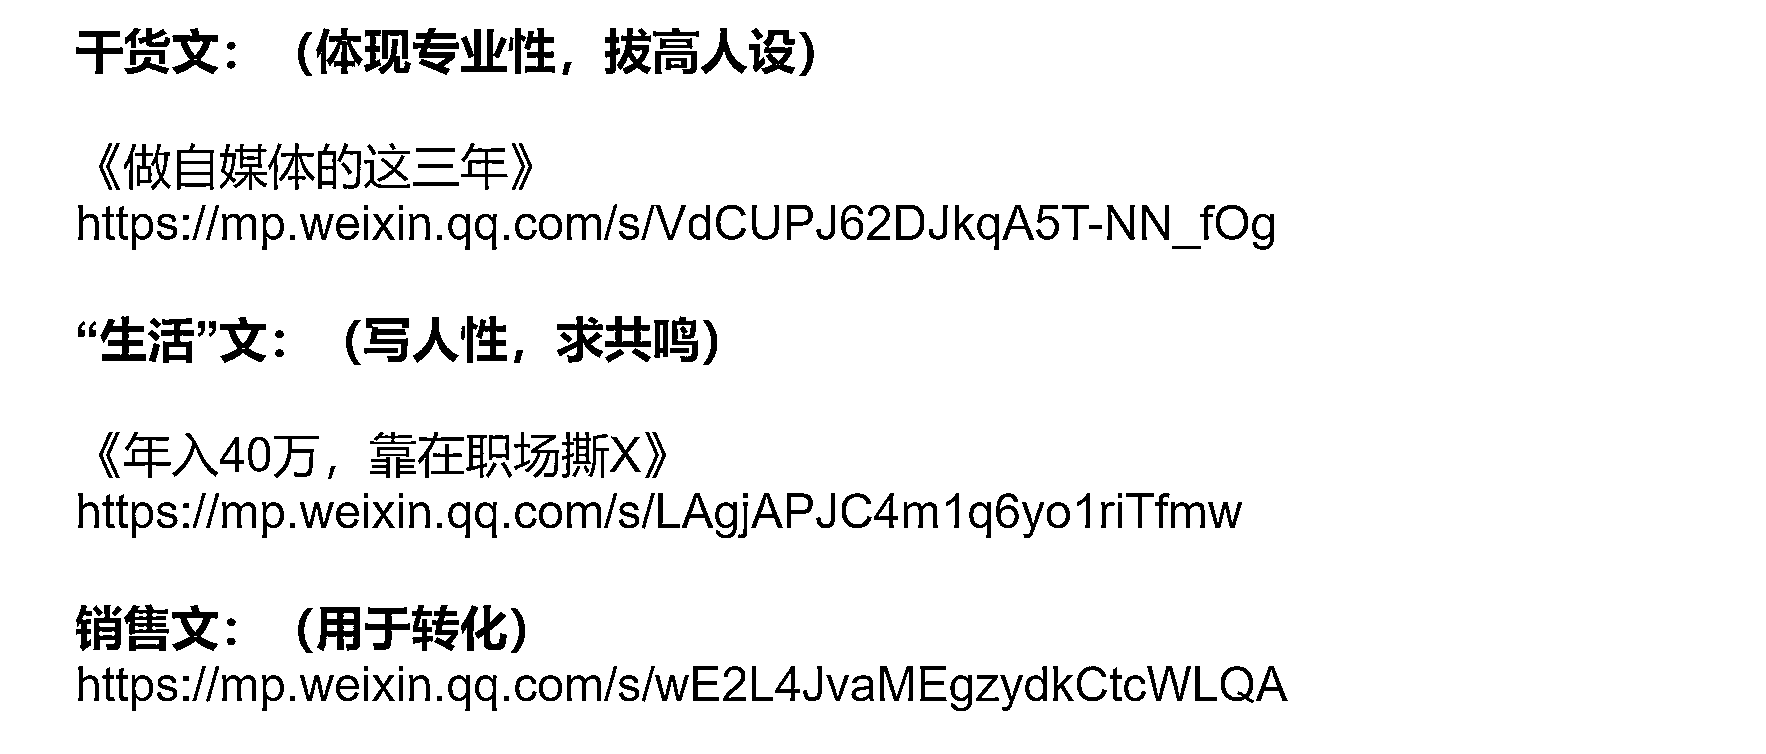 干货文：（体现专业性，拔高人设）
《做自媒体的这三年》
https://mp.weixin.qq.com/s/VdCUPJ62DJkqA5T-NN_fOg
“生活”文：（写人性，求共鸣）
《年入40万，靠在职场撕X》
https://mp.weixin.qq.com/s/LAgjAPJC4m1q6yo1riTfmw
销售文：（用于转化）
https://mp.weixin.qq.com/s/wE2L4JvaMEgzydkCtcWLQA